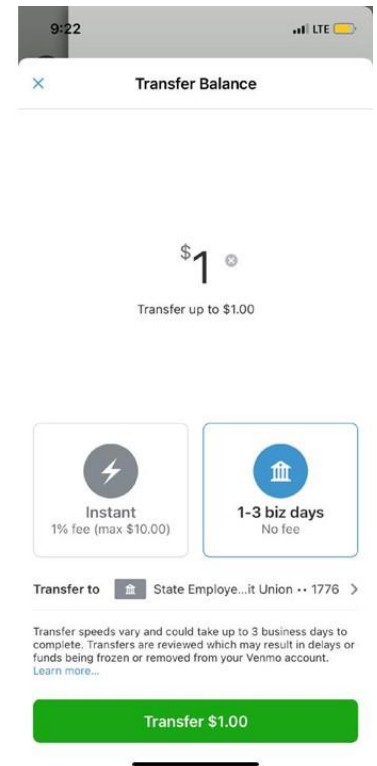 9:22 LTE
Transfer Balance
$1
Transfer up to $1.00
Instant
1% fee (max $10.00)
1-3 biz days
No fee
Transfer to State Employe...it Union •• 1776
Transfer speeds vary and could take up to 3 business days to
complete. Transfers are reviewed which may result in delays or
funds being frozen or removed from your Venmo account.
Learn more...
Transfer $1.00